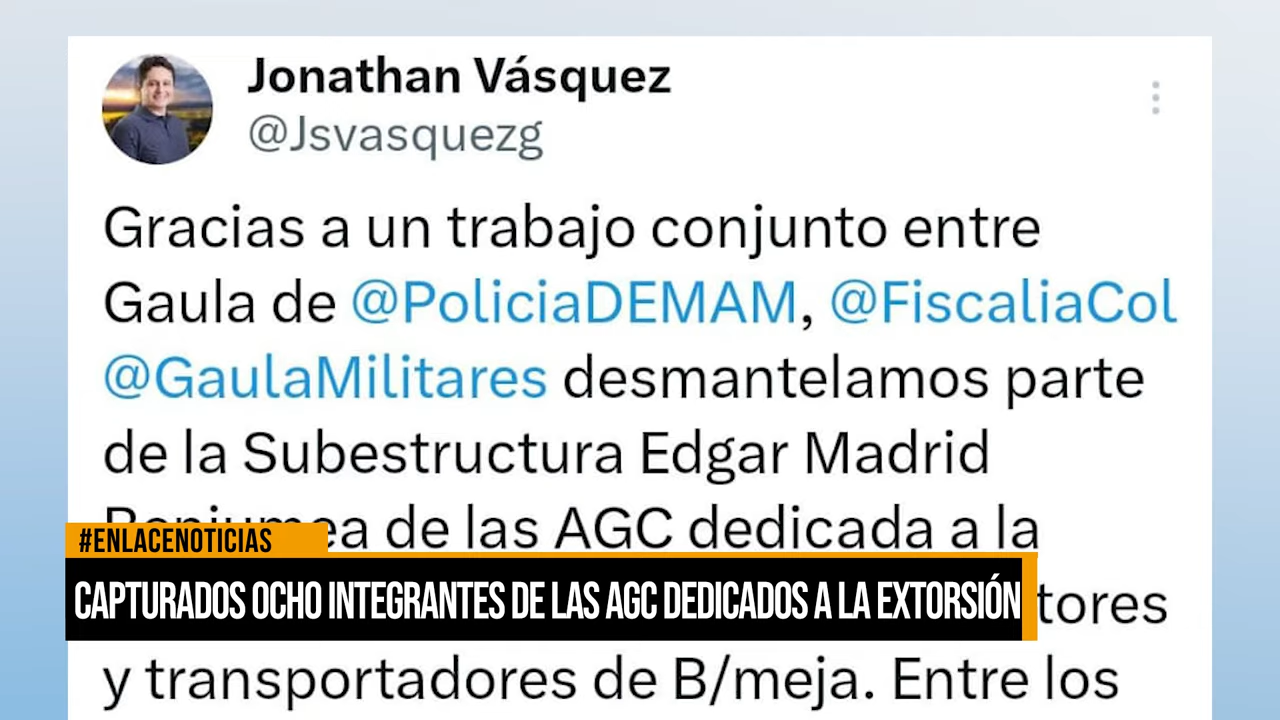 Jonathan Vásquez
@Jsvasquezg
Gracias a un trabajo conjunto entre
Gaula de @PoliciaDEMAM, @FiscaliaCol
@GaulaMilitares desmantelamos parte
de la Subestructura Edgar Madrid
de las AGC dedicada a la
#ENLACENOTICIAS
CAPTURADOS OCHO INTEGRANTES DE LAS AGC DEDICADOS A LA EXTORSIÓN
tores
y transportadores de B/meja. Entre los